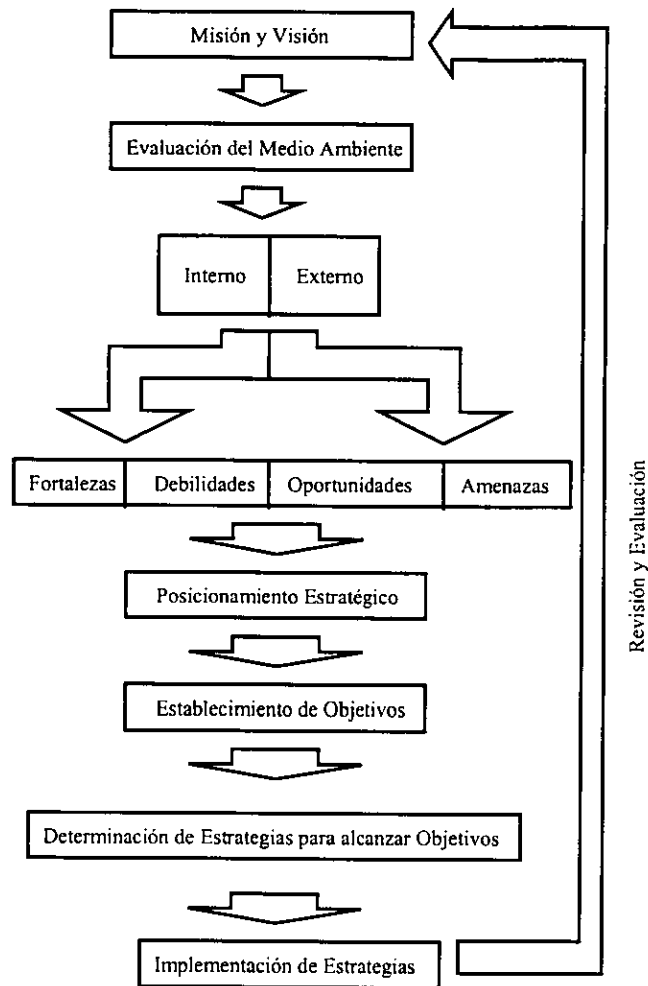 Misión y Visión
Evaluación del Medio Ambiente
Interno Externo
Fortalezas Debilidades Oportunidades Amenazas
Posicionamiento Estratégico
Establecimiento de Objetivos
Determinación de Estrategias para alcanzar Objetivos
Implementación de Estrategias
Revisión y Evaluación